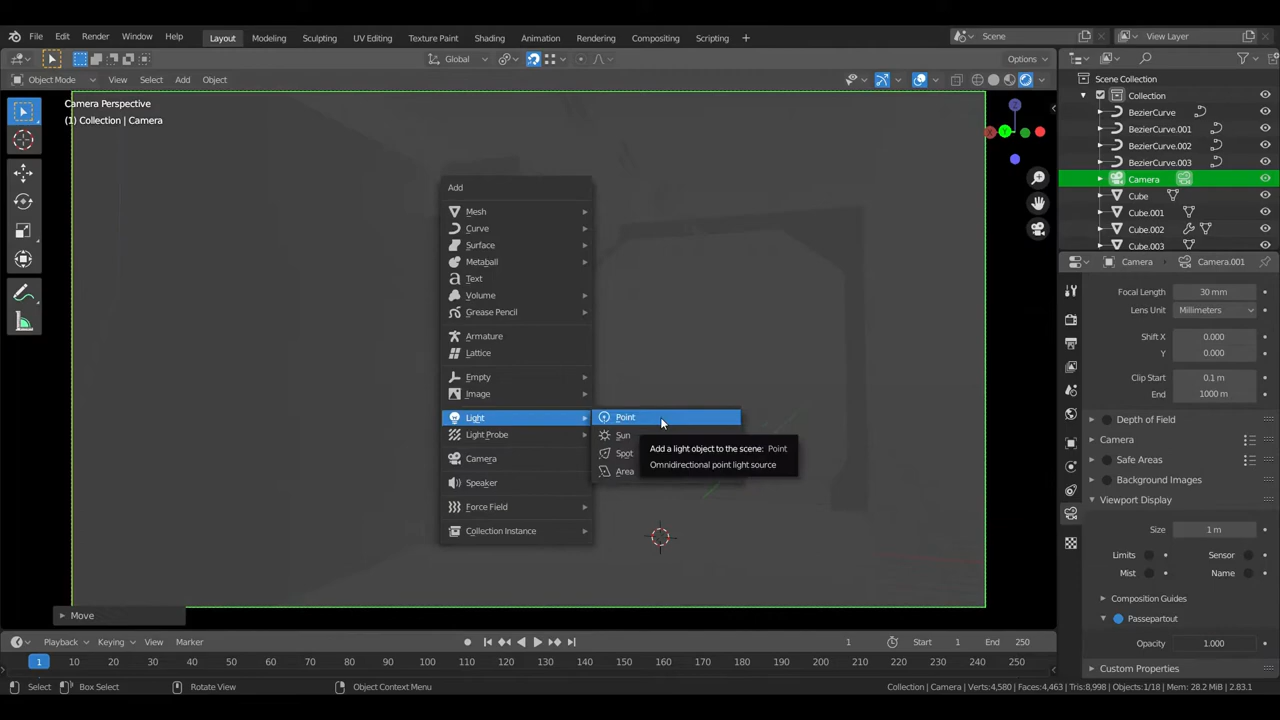 File Edit Render Window Help Layout Modeling Sculpting UV Editing Texture Paint Shading Animation Rendering Compositing Scripting + Scene View Layer
Global Options
Object Mode View Select Add Object
Scene Collection
Collection
BezierCurve
BezierCurve.001
BezierCurve.002
BezierCurve.003
Camera
Cube
Cube.001
Cube.002
Cube.003
Camera Perspective
(1) Collection | Camera
Z
X
Y
Add
Mesh
Curve
Surface
Metaball
Text
Volume
Grease Pencil
Armature
Lattice
Empty
Image
Light
Light Probe
Camera
Speaker
Force Field
Collection Instance
Point
Sun
Spot
Area
Add a light object to the scene: Point
Omnidirectional point light source
Camera Camera.001
Focal Length 30 mm
Lens Unit Millimeters
Shift X 0.000
Y 0.000
Clip Start 0.1 m
End 1000 m
Depth of Field
Camera
Safe Areas
Background Images
Viewport Display
Size 1 m
Limits Sensor
Mist Name
Composition Guides
Passepartout
Opacity 1.000
Custom Properties
Move
Playback Keying View Marker 1 Start 1 End 250
1 10 20 30 40 50 60 70 80 90 100 110 120 130 140 150 160 170 180 190 200 210 220 230 240 250
Select Box Select Rotate View Object Context Menu Collection | Camera | Verts:4,580 | Faces:4,463 | Tris:8,998 | Objects:1/18 | Mem: 28.2 MiB | 2.83.1